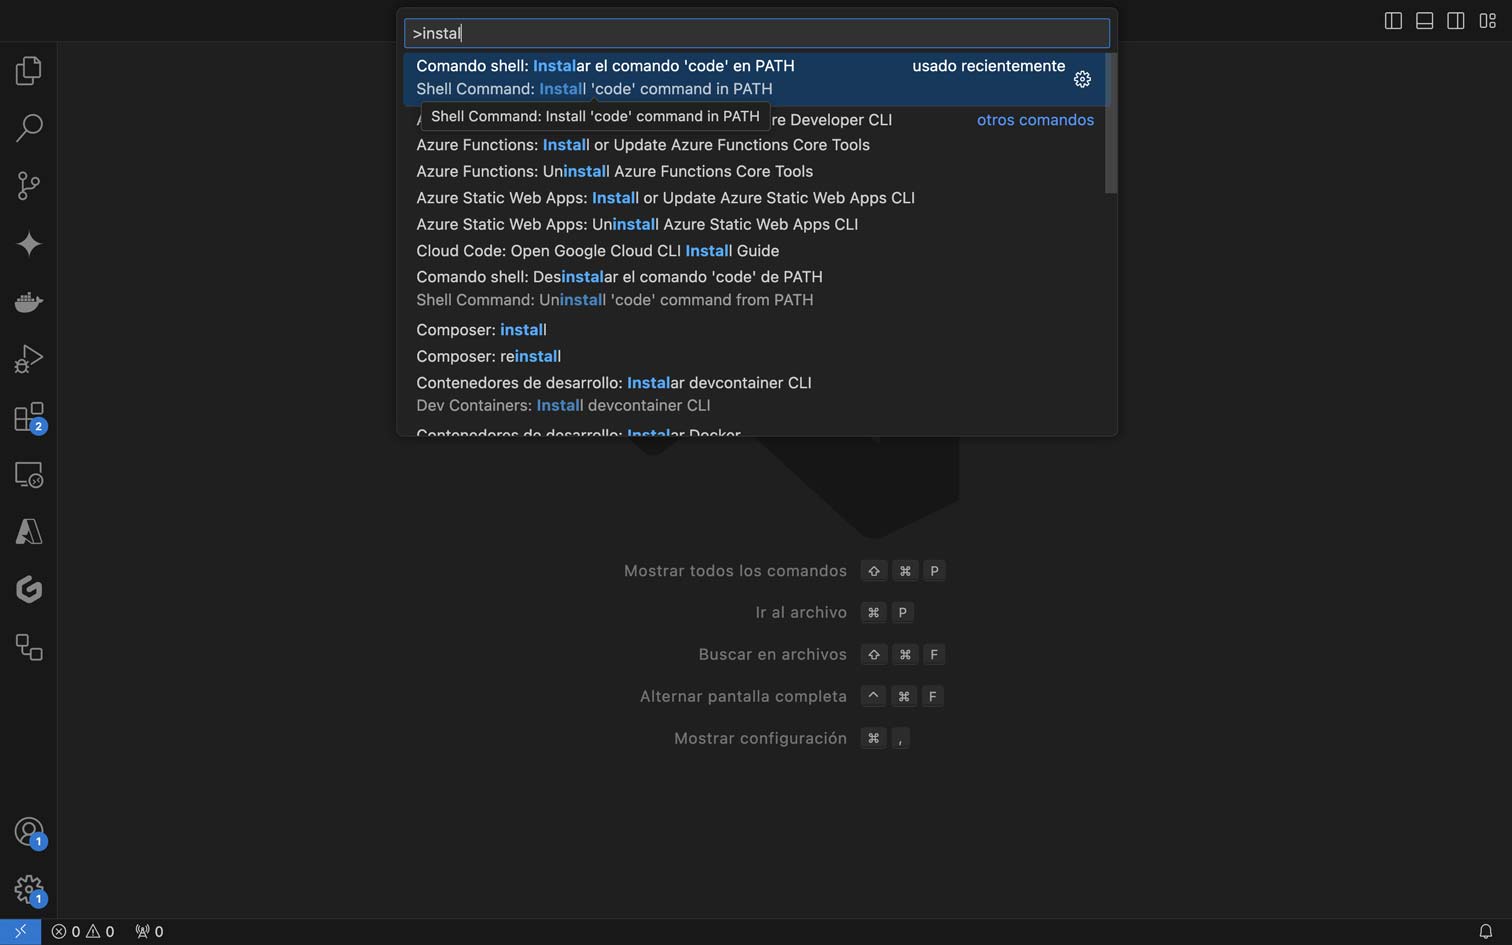 >instal
Comando shell: Instalar el comando 'code' en PATH
usado recientemente
Shell Command: Install 'code' command in PATH
Shell Command: Install 'code' command in PATH
re Developer CLI
otros comandos
Azure Functions: Install or Update Azure Functions Core Tools
Azure Functions: Uninstall Azure Functions Core Tools
Azure Static Web Apps: Install or Update Azure Static Web Apps CLI
Azure Static Web Apps: Uninstall Azure Static Web Apps CLI
Cloud Code: Open Google Cloud CLI Install Guide
Comando shell: Desinstalar el comando 'code' de PATH
Shell Command: Uninstall 'code' command from PATH
Composer: install
Composer: reinstall
Contenedores de desarrollo: Instalar devcontainer CLI
Dev Containers: Install devcontainer CLI
Contenedores de desarrollo: Instalar Docker
2
Mostrar todos los comandos ⇧ ⌘ P
Ir al archivo ⌘ P
Buscar en archivos ⇧ ⌘ F
Alternar pantalla completa ^ ⌘ F
Mostrar configuración ⌘ ,
1
1
0 0 0